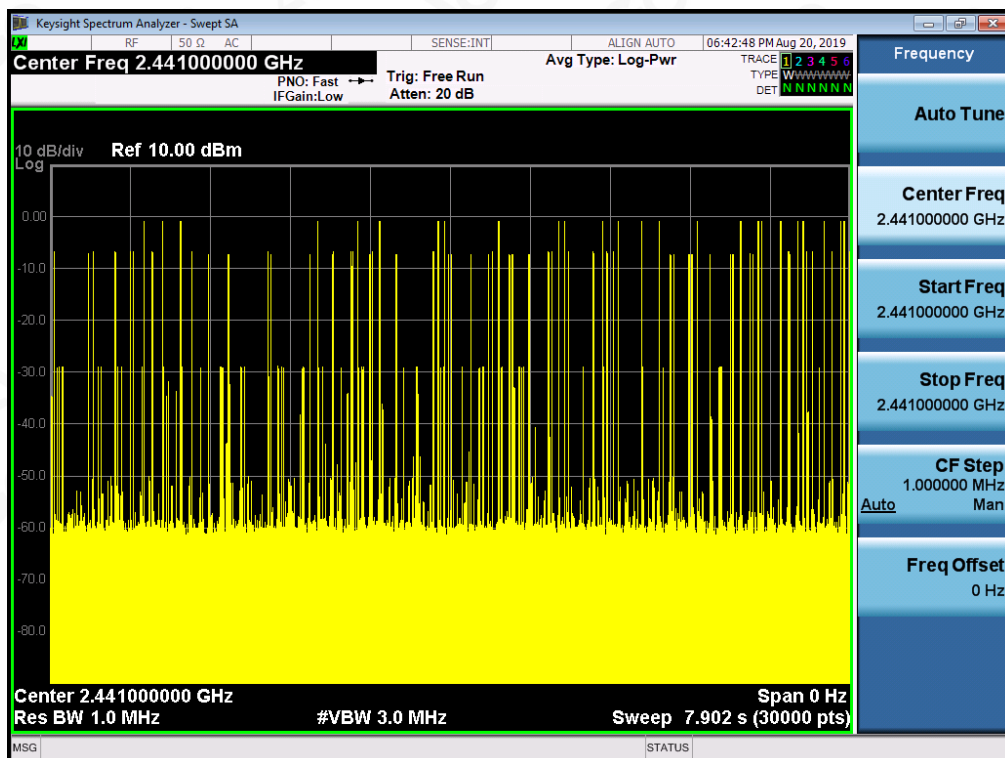 Keysight Spectrum Analyzer - Swept SA
LXI RF 50 Ω AC SENSE:INT ALIGN AUTO 06:42:48 PM Aug 20, 2019
Center Freq 2.441000000 GHz
PNO: Fast
IFGain:Low
Trig: Free Run
Atten: 20 dB
Avg Type: Log-Pwr
TRACE 1 2 3 4 5 6
TYPE WWWWWW
DET N N N N N N
10 dB/div Ref 10.00 dBm
Log
0.00
-10.0
-20.0
-30.0
-40.0
-50.0
-60.0
-70.0
-80.0
Center 2.441000000 GHz Span 0 Hz
Res BW 1.0 MHz #VBW 3.0 MHz Sweep 7.902 s (30000 pts)
MSG STATUS
Frequency
Auto Tune
Center Freq
2.441000000 GHz
Start Freq
2.441000000 GHz
Stop Freq
2.441000000 GHz
CF Step
1.000000 MHz
Auto Man
Freq Offset
0 Hz